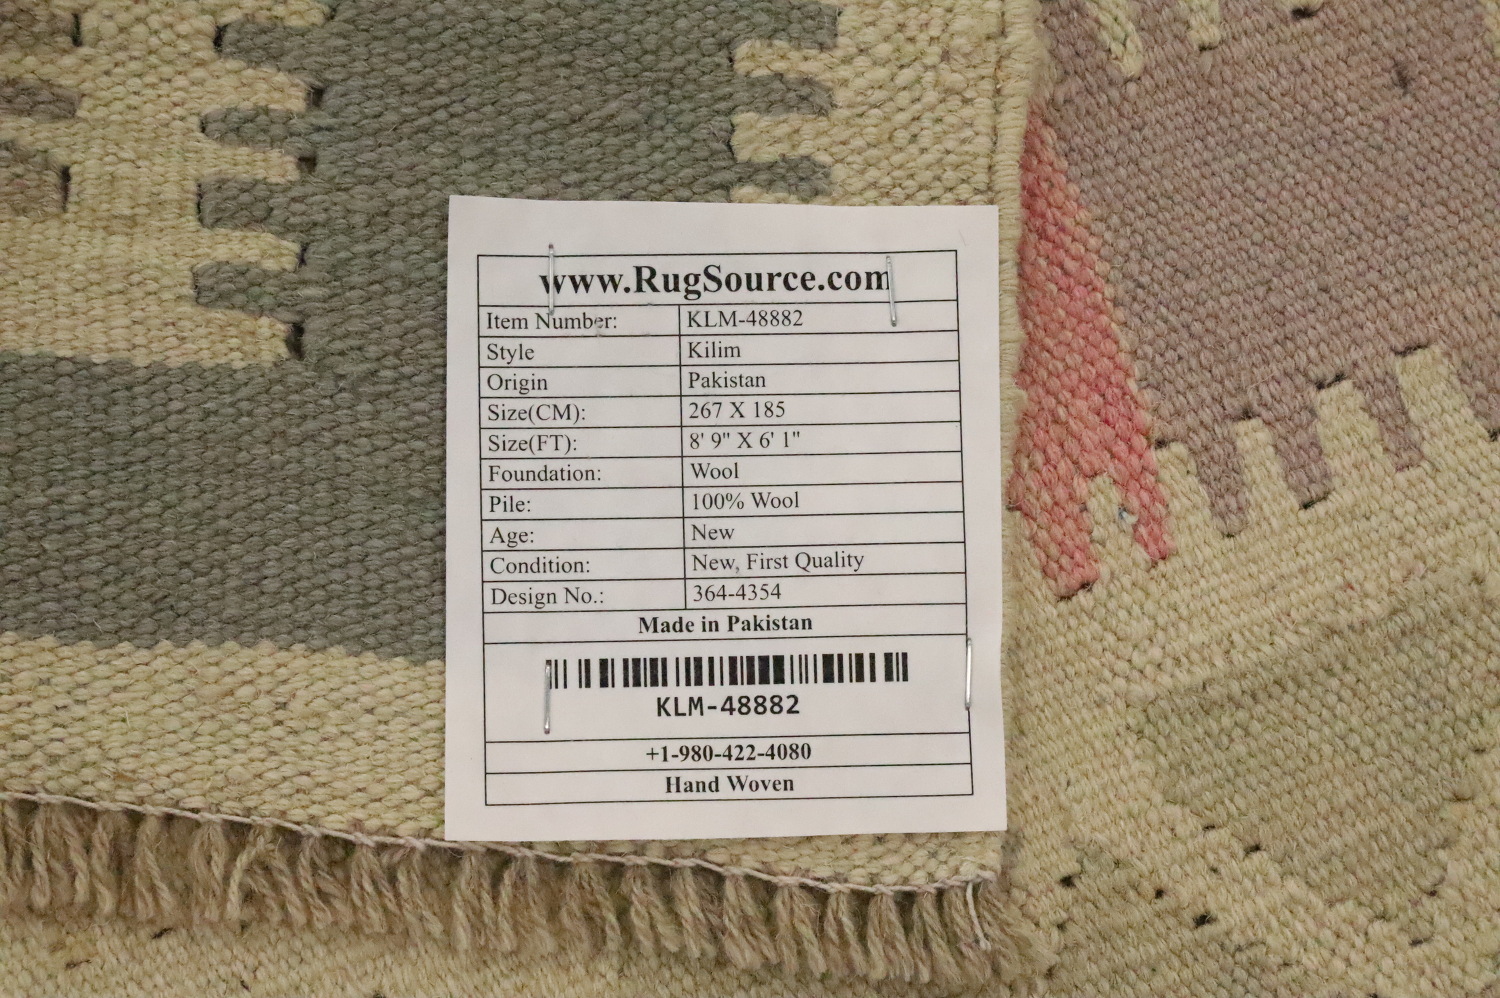 www.RugSource.com
Item Number: KLM-48882
Style Kilim
Origin Pakistan
Size(CM): 267 X 185
Size(FT): 8' 9" X 6' 1"
Foundation: Wool
Pile: 100% Wool
Age: New
Condition: New, First Quality
Design No.: 364-4354
Made in Pakistan
KLM-48882
+1-980-422-4080
Hand Woven